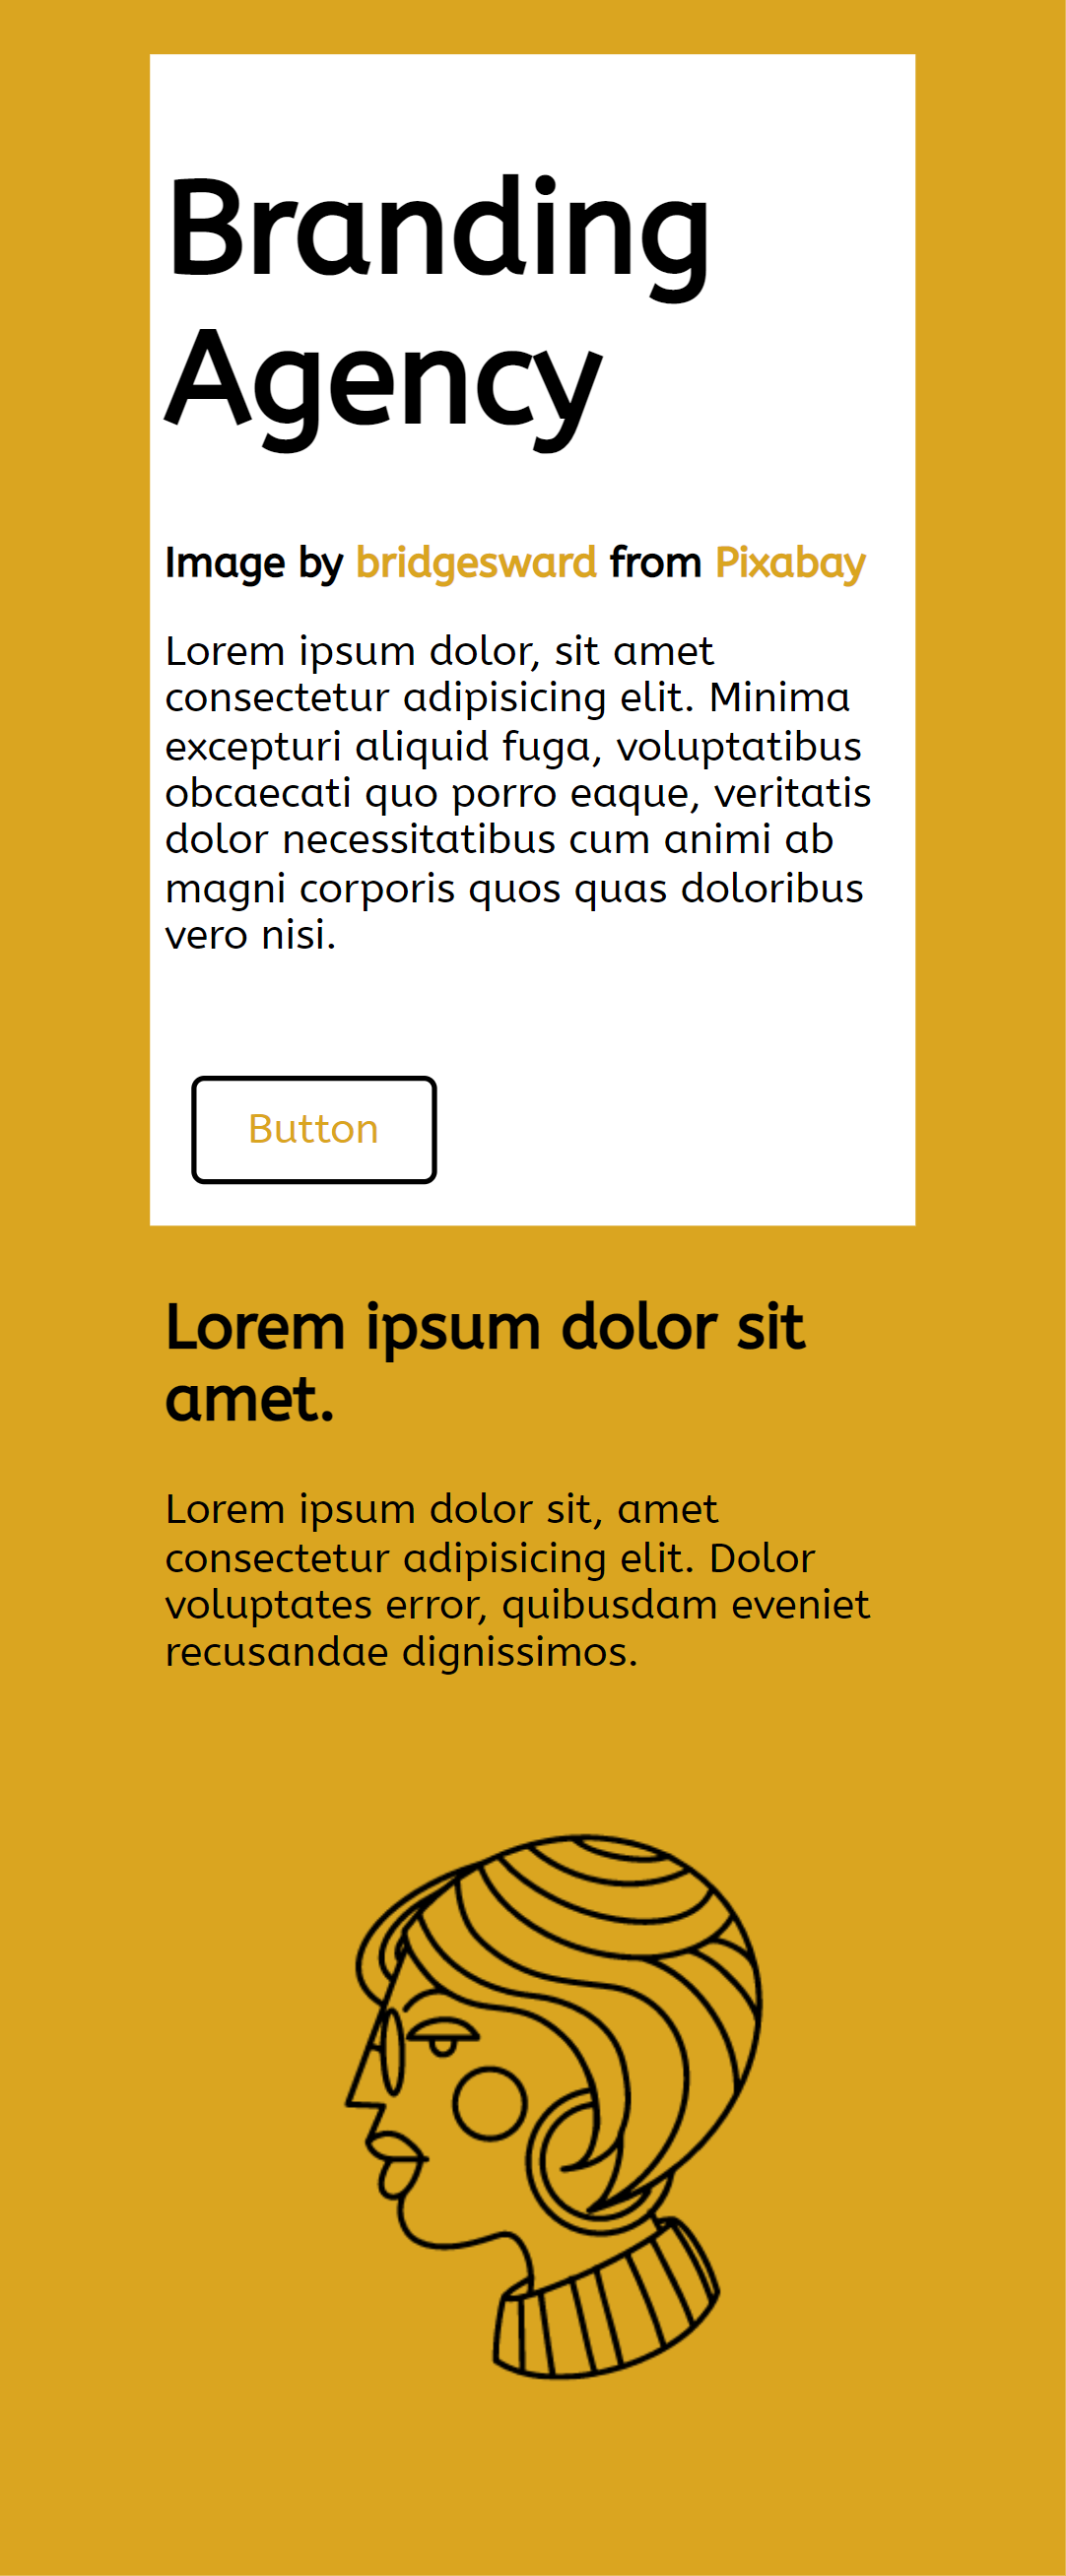 Branding
Agency
Image by bridgesward from Pixabay
Lorem ipsum dolor, sit amet
consectetur adipisicing elit. Minima
excepturi aliquid fuga, voluptatibus
obcaecati quo porro eaque, veritatis
dolor necessitatibus cum animi ab
magni corporis quos quas doloribus
vero nisi.
Button
Lorem ipsum dolor sit
amet.
Lorem ipsum dolor sit, amet
consectetur adipisicing elit. Dolor
voluptates error, quibusdam eveniet
recusandae dignissimos.